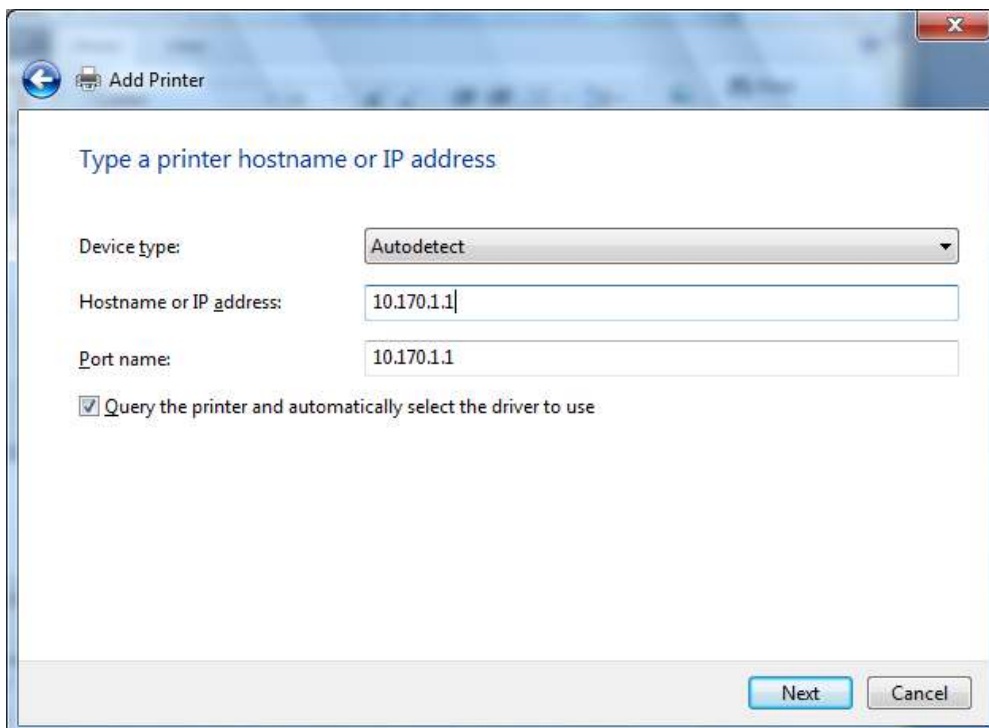 Add Printer
Type a printer hostname or IP address
Device type: Autodetect
Hostname or IP address: 10.170.1.1
Port name: 10.170.1.1
Query the printer and automatically select the driver to use
Next Cancel